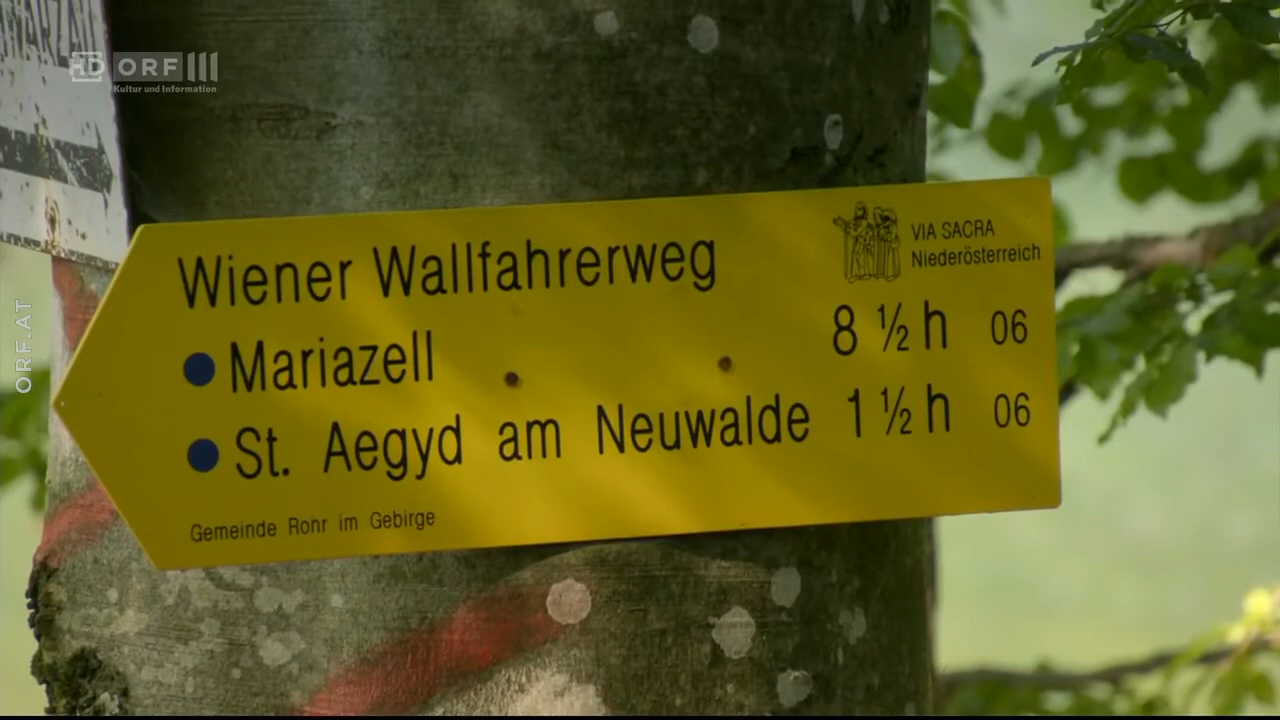 HD ORF III
Kultur und Information
ORF.AT
Wiener Wallfahrerweg
VIA SACRA
Niederösterreich
Mariazell 8 ½ h 06
St. Aegyd am Neuwalde 1 ½ h 06
Gemeinde Rohr im Gebirge